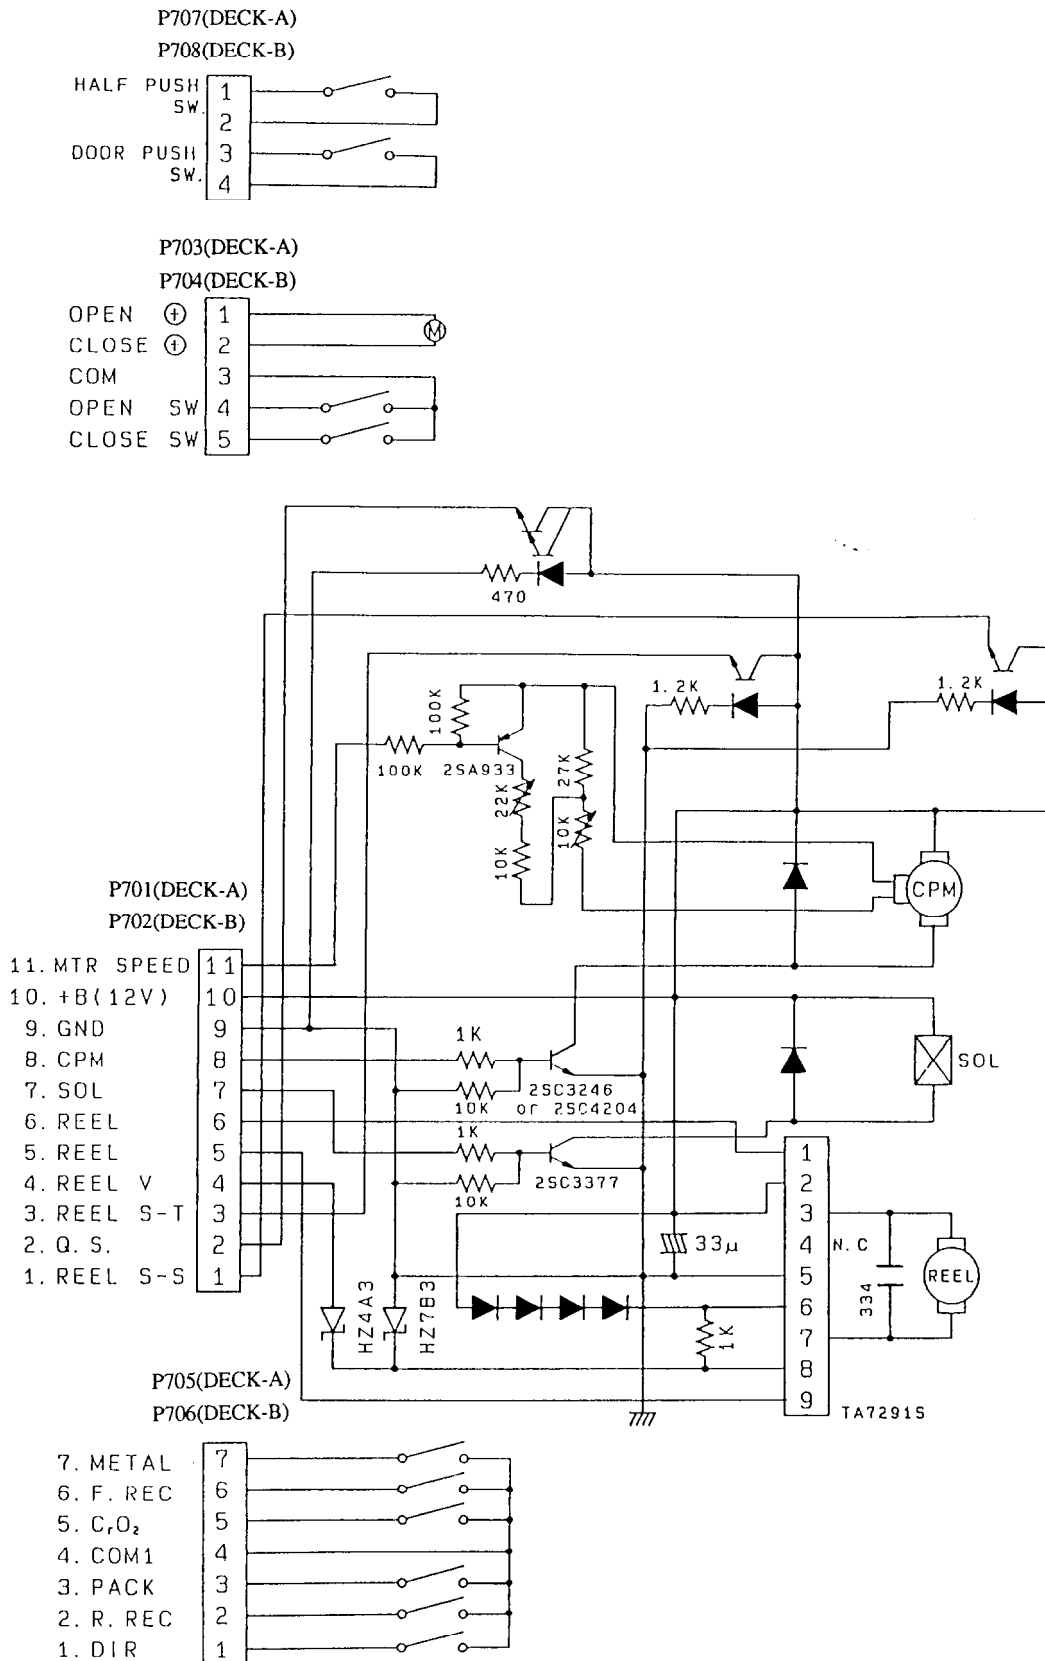 P707(DECK-A)
P708(DECK-B)
HALF PUSH SW.
1
2
DOOR PUSH SW.
3
4
P703(DECK-A)
P704(DECK-B)
OPEN ⊕ 1
CLOSE ⊕ 2
M
COM 3
OPEN SW 4
CLOSE SW 5
470
1.2K
1.2K
100K
100K
2SA933
27K
22K
10K
10K
CPM
P701(DECK-A)
P702(DECK-B)
11. MTR SPEED 11
10. +B(12V) 10
9. GND 9
8. CPM 8
7. SOL 7
6. REEL 6
5. REEL 5
4. REEL V 4
3. REEL S-T 3
2. Q.S. 2
1. REEL S-S 1
1K
10K
2SC3246
or 2SC4204
1K
10K
2SC3377
SOL
1
2
3
4 N.C
5
6
7
8
9
TA7291S
33µ
334
REEL
1K
HZ4A3
HZ7B3
P705(DECK-A)
P706(DECK-B)
7. METAL 7
6. F.REC 6
5. CrO₂ 5
4. COM1 4
3. PACK 3
2. R.REC 2
1. DIR 1